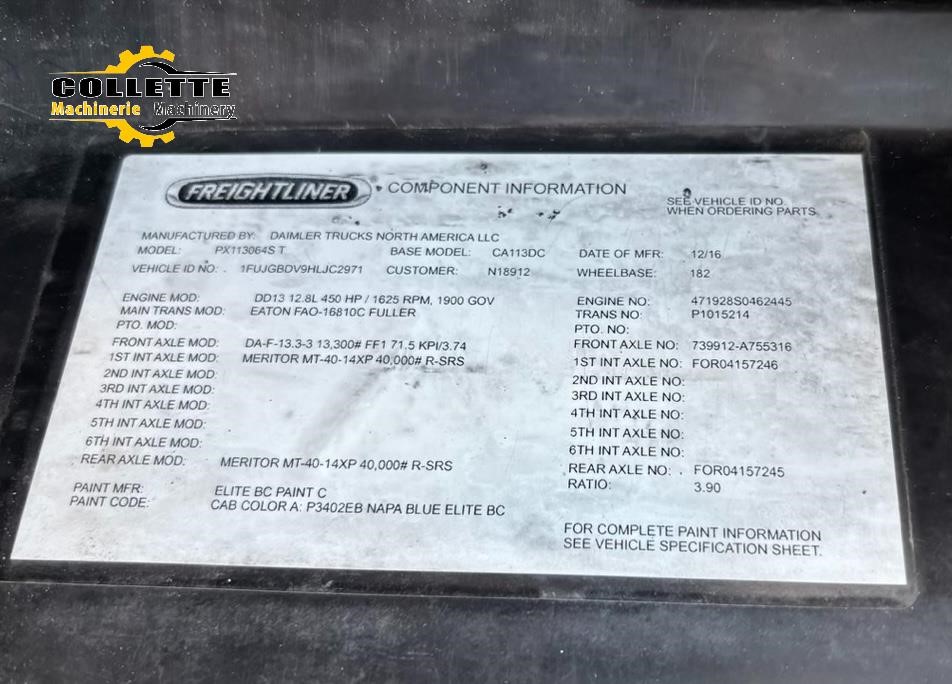 COLLETTE
Machinerie Machinery
FREIGHTLINER COMPONENT INFORMATION
SEE VEHICLE ID NO.
WHEN ORDERING PARTS
MANUFACTURED BY: DAIMLER TRUCKS NORTH AMERICA LLC
MODEL: PX113064S T BASE MODEL: CA113DC DATE OF MFR: 12/16
VEHICLE ID NO.: 1FUJGBDV9HLJC2971 CUSTOMER: N18912 WHEELBASE: 182
ENGINE MOD: DD13 12.8L 450 HP / 1625 RPM, 1900 GOV ENGINE NO: 471928S0462445
MAIN TRANS MOD: EATON FAO-16810C FULLER TRANS NO: P1015214
PTO. MOD: PTO. NO:
FRONT AXLE MOD: DA-F-13.3-3 13,300# FF1 71.5 KPI/3.74 FRONT AXLE NO: 739912-A755316
1ST INT AXLE MOD: MERITOR MT-40-14XP 40,000# R-SRS 1ST INT AXLE NO: FOR04157246
2ND INT AXLE MOD: 2ND INT AXLE NO:
3RD INT AXLE MOD: 3RD INT AXLE NO:
4TH INT AXLE MOD: 4TH INT AXLE NO:
5TH INT AXLE MOD: 5TH INT AXLE NO:
6TH INT AXLE MOD: 6TH INT AXLE NO:
REAR AXLE MOD: MERITOR MT-40-14XP 40,000# R-SRS REAR AXLE NO: FOR04157245
RATIO: 3.90
PAINT MFR: ELITE BC PAINT C
PAINT CODE: CAB COLOR A: P3402EB NAPA BLUE ELITE BC
FOR COMPLETE PAINT INFORMATION
SEE VEHICLE SPECIFICATION SHEET.